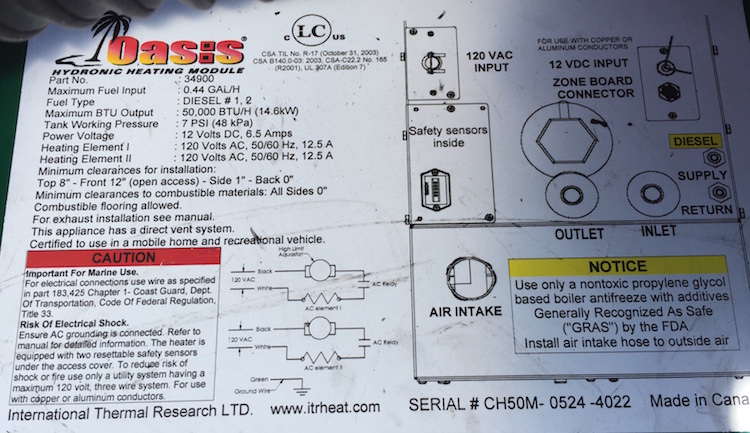 Oasis
HYDRONIC HEATING MODULE
C LC US
CSA TIL No. R-17 (October 31, 2003)
CSA B140.0-03: 2003, CSA-C22.2 No. 165
(R2001), UL 307A (Edition 7)
Part No. : 34900
Maximum Fuel Input : 0.44 GAL/H
Fuel Type : DIESEL # 1, 2
Maximum BTU Output : 50,000 BTU/H (14.6kW)
Tank Working Pressure : 7 PSI (48 kPa)
Power Voltage : 12 Volts DC, 6.5 Amps
Heating Element I : 120 Volts AC, 50/60 Hz, 12.5 A
Heating Element II : 120 Volts AC, 50/60 Hz, 12.5 A
Minimum clearances for installation:
Top 8" - Front 12" (open access) - Side 1" - Back 0"
Minimum clearances to combustible materials: All Sides 0"
Combustible flooring allowed.
For exhaust installation see manual.
This appliance has a direct vent system.
Certified to use in a mobile home and recreational vehicle.
CAUTION
Important For Marine Use.
For electrical connections use wire as specified
in part 183,425 Chapter 1- Coast Guard, Dept.
Of Transportation, Code Of Federal Regulation,
Title 33.
Risk Of Electrical Shock.
Ensure AC grounding is connected. Refer to
manual for detailed information. The heater is
equipped with two resettable safety sensors
under the access cover. To reduce risk of
shock or fire use only a utility system having a
maximum 120 volt, three wire system. For use
with copper or aluminum conductors.
High Limit
Aquastat
Black
120 VAC
White
AC Relay
AC element I
Black
120 VAC
White
AC Relay
AC element II
Green
Ground Wire
120 VAC
INPUT
FOR USE WITH COPPER OR
ALUMINUM CONDUCTORS
12 VDC INPUT
ZONE BOARD
CONNECTOR
Safety sensors
inside
DIESEL
SUPPLY
RETURN
OUTLET
INLET
AIR INTAKE
NOTICE
Use only a nontoxic propylene glycol
based boiler antifreeze with additives
Generally Recognized As Safe
("GRAS") by the FDA
Install air intake hose to outside air
International Thermal Research LTD. www.itrheat.com SERIAL # CH50M- 0524 -4022 Made in Cana